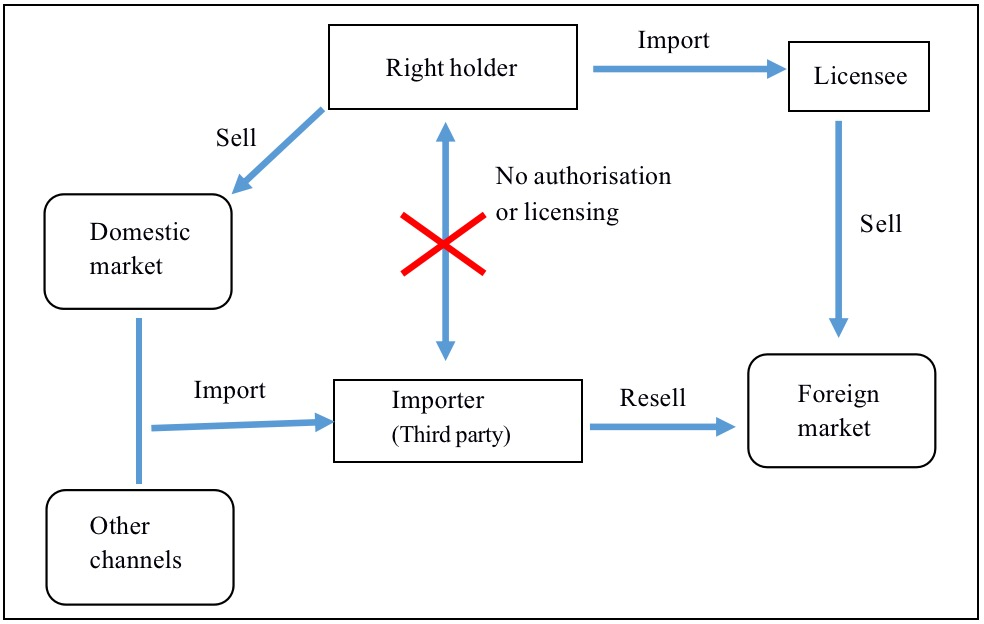 Import
Right holder
Licensee
Sell
No authorisation
or licensing
Domestic
market
Sell
Import
Importer
(Third party)
Resell
Foreign
market
Other
channels